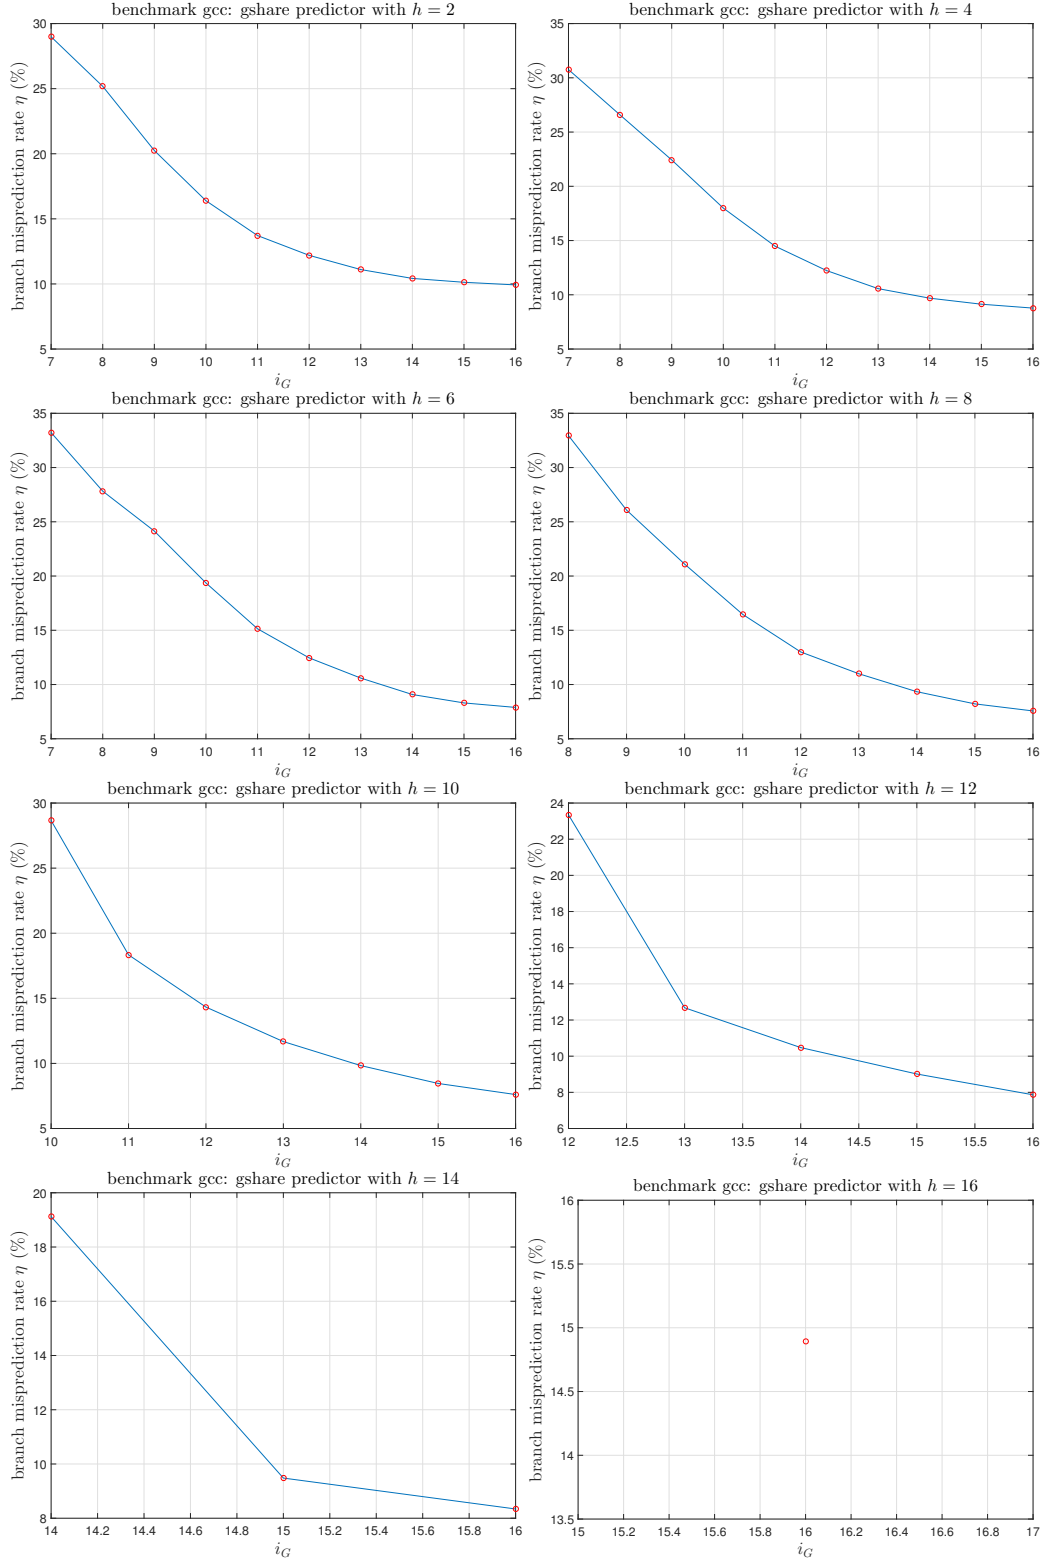 benchmark gcc: gshare predictor with h = 2
branch misprediction rate η (%)
30
25
20
15
10
5
7 8 9 10 11 12 13 14 15 16
i_G
benchmark gcc: gshare predictor with h = 4
branch misprediction rate η (%)
35
30
25
20
15
10
5
7 8 9 10 11 12 13 14 15 16
i_G
benchmark gcc: gshare predictor with h = 6
branch misprediction rate η (%)
35
30
25
20
15
10
5
7 8 9 10 11 12 13 14 15 16
i_G
benchmark gcc: gshare predictor with h = 8
branch misprediction rate η (%)
35
30
25
20
15
10
5
8 9 10 11 12 13 14 15 16
i_G
benchmark gcc: gshare predictor with h = 10
branch misprediction rate η (%)
30
25
20
15
10
5
10 11 12 13 14 15 16
i_G
benchmark gcc: gshare predictor with h = 12
branch misprediction rate η (%)
24
22
20
18
16
14
12
10
8
6
12 12.5 13 13.5 14 14.5 15 15.5 16
i_G
benchmark gcc: gshare predictor with h = 14
branch misprediction rate η (%)
20
18
16
14
12
10
8
14 14.2 14.4 14.6 14.8 15 15.2 15.4 15.6 15.8 16
i_G
benchmark gcc: gshare predictor with h = 16
branch misprediction rate η (%)
16
15.5
15
14.5
14
13.5
15 15.2 15.4 15.6 15.8 16 16.2 16.4 16.6 16.8 17
i_G